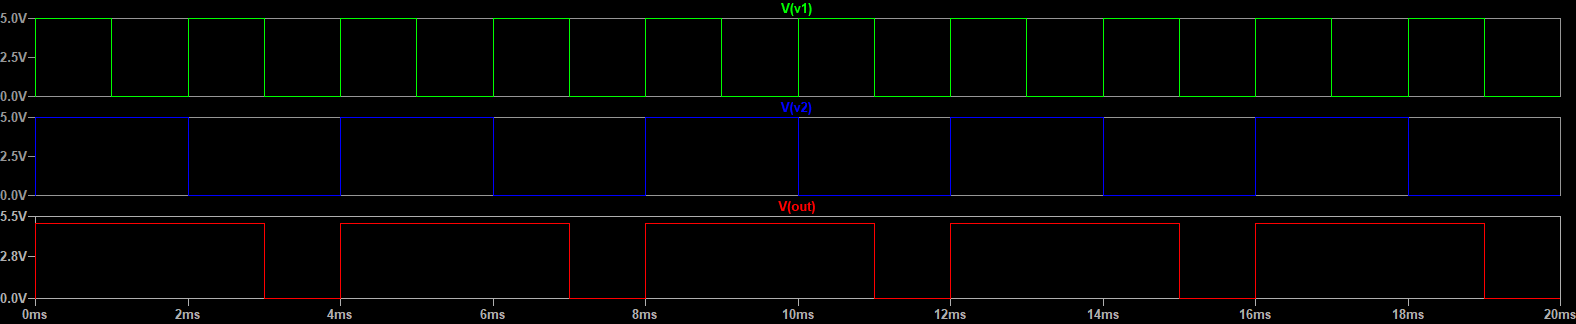 V(v1)
5.0V
2.5V
0.0V
V(v2)
5.0V
2.5V
0.0V
V(out)
5.5V
2.8V
0.0V
0ms 2ms 4ms 6ms 8ms 10ms 12ms 14ms 16ms 18ms 20ms